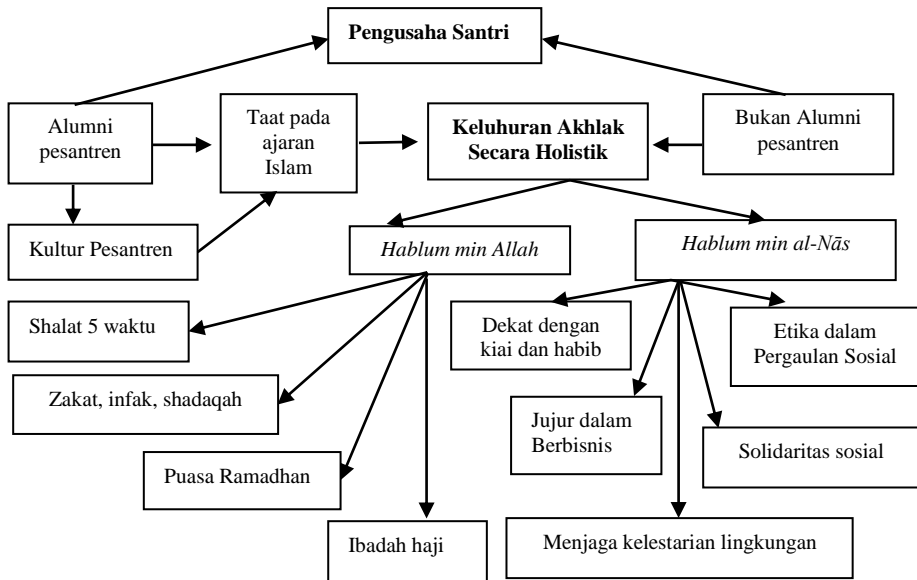 Pengusaha Santri
Alumni
pesantren
Taat pada
ajaran
Islam
Keluhuran Akhlak
Secara Holistik
Bukan Alumni
pesantren
Kultur Pesantren
Hablum min Allah
Hablum min al-Nās
Shalat 5 waktu
Dekat dengan
kiai dan habib
Etika dalam
Pergaulan Sosial
Zakat, infak, shadaqah
Jujur dalam
Berbisnis
Solidaritas sosial
Puasa Ramadhan
Ibadah haji
Menjaga kelestarian lingkungan